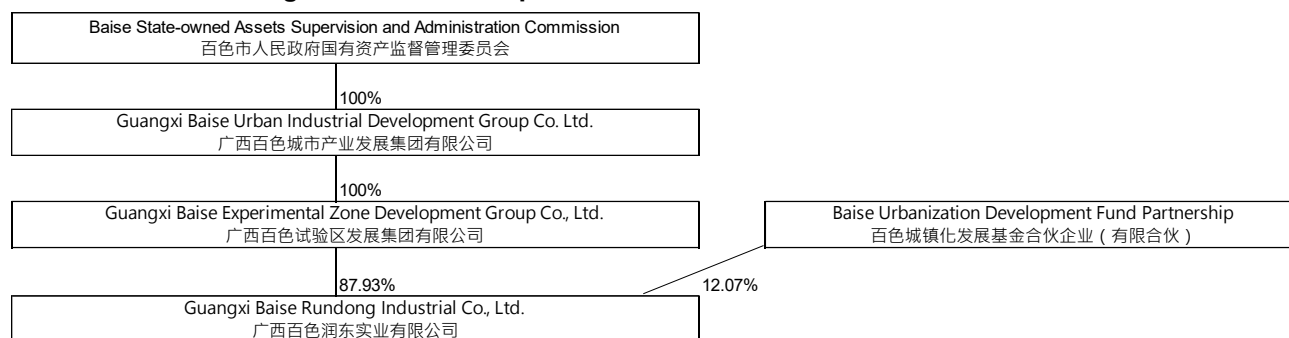 Baise State-owned Assets Supervision and Administration Commission
百色市人民政府国有资产监督管理委员会
100%
Guangxi Baise Urban Industrial Development Group Co. Ltd.
广西百色城市产业发展集团有限公司
100%
Guangxi Baise Experimental Zone Development Group Co., Ltd.
广西百色试验区发展集团有限公司
Baise Urbanization Development Fund Partnership
百色城镇化发展基金合伙企业（有限合伙）
87.93%
12.07%
Guangxi Baise Rundong Industrial Co., Ltd.
广西百色润东实业有限公司